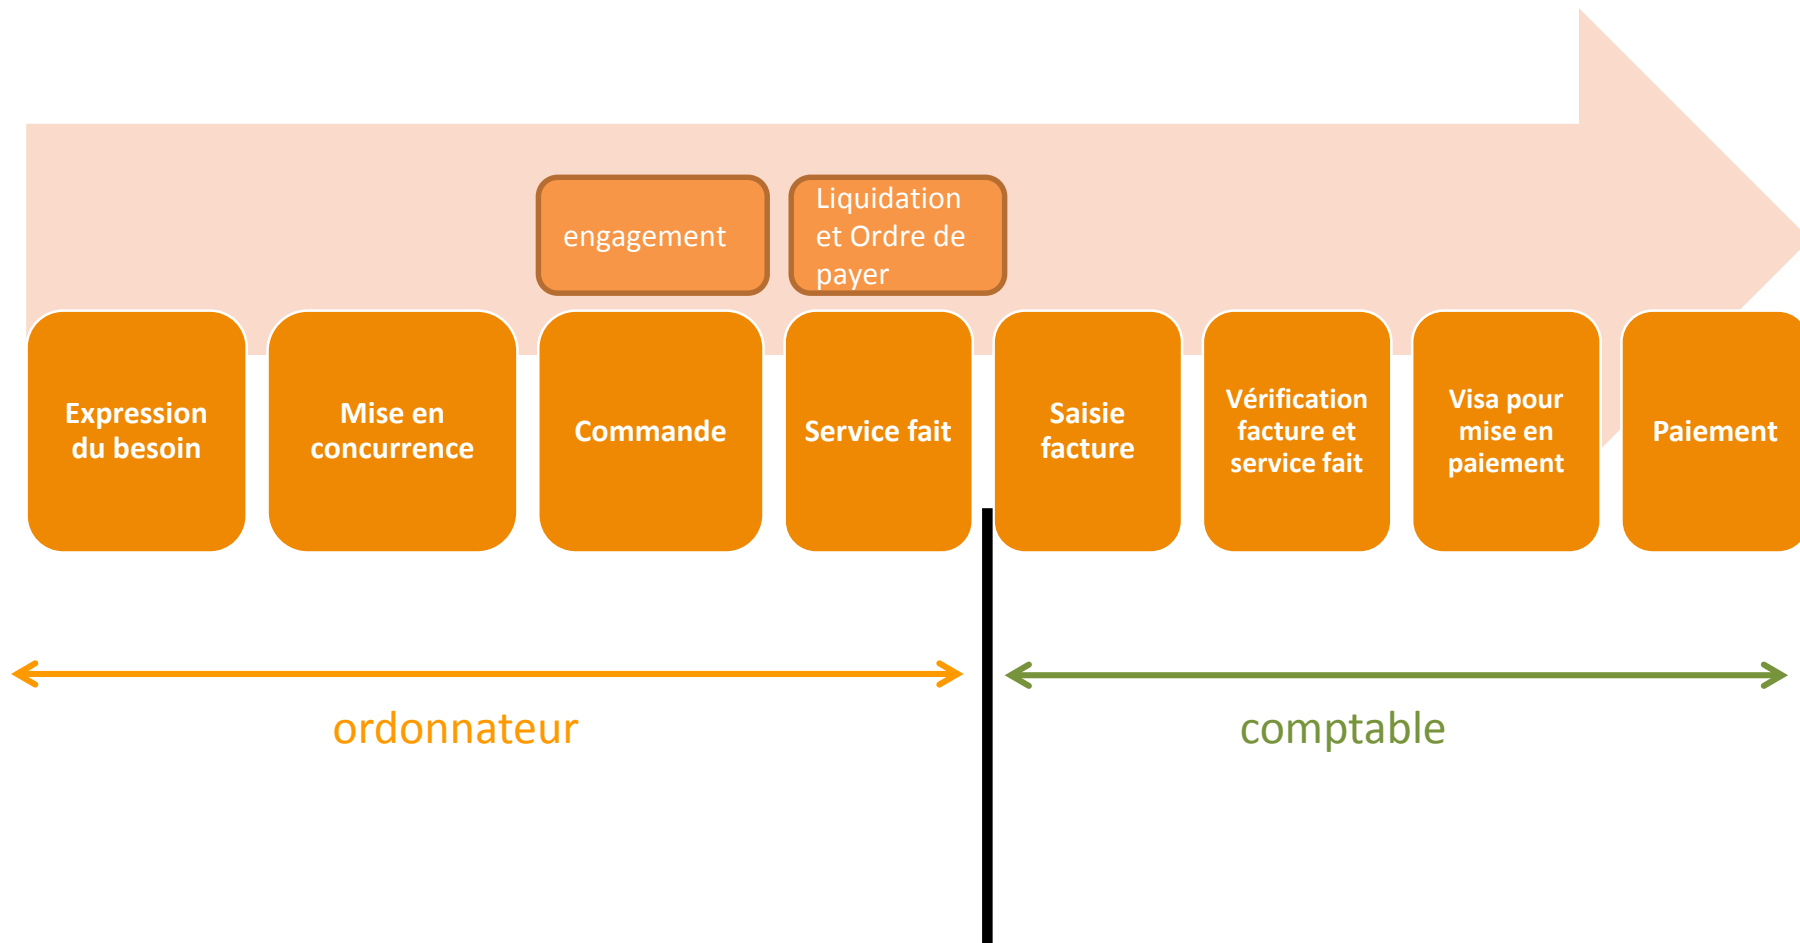 engagement
Liquidation
et Ordre de
payer
Expression
du besoin
Mise en
concurrence
Commande
Service fait
Saisie
facture
Vérification
facture et
service fait
Visa pour
mise en
paiement
Paiement
ordonnateur
comptable